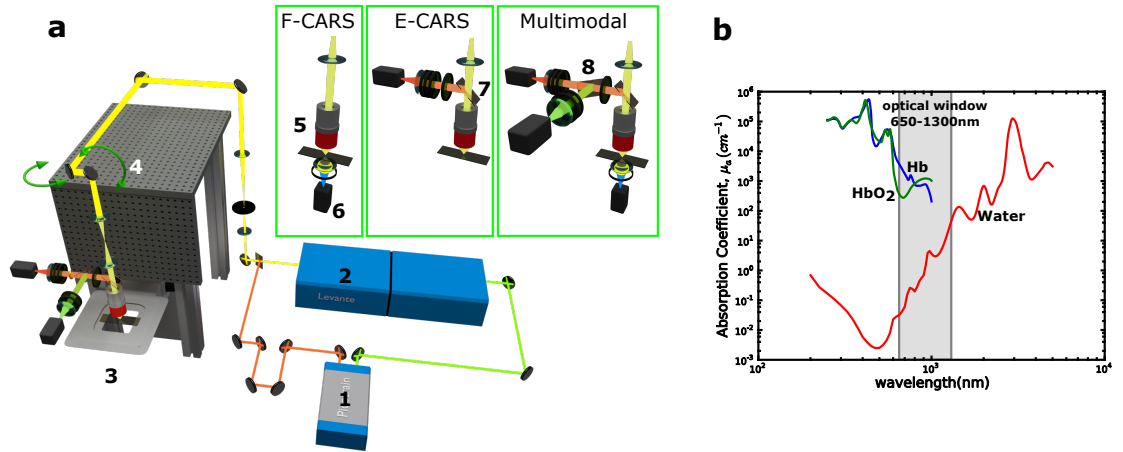 a
F-CARS
E-CARS
Multimodal
5
6
7
8
4
3
2
Levante
1
b
optical window
650-1300nm
Hb
HbO2
Water
Absorption Coefficient, μa(cm⁻¹)
10⁶
10⁵
10⁴
10³
10²
10¹
10⁰
10⁻¹
10⁻²
10⁻³
10²
10³
10⁴
wavelength(nm)